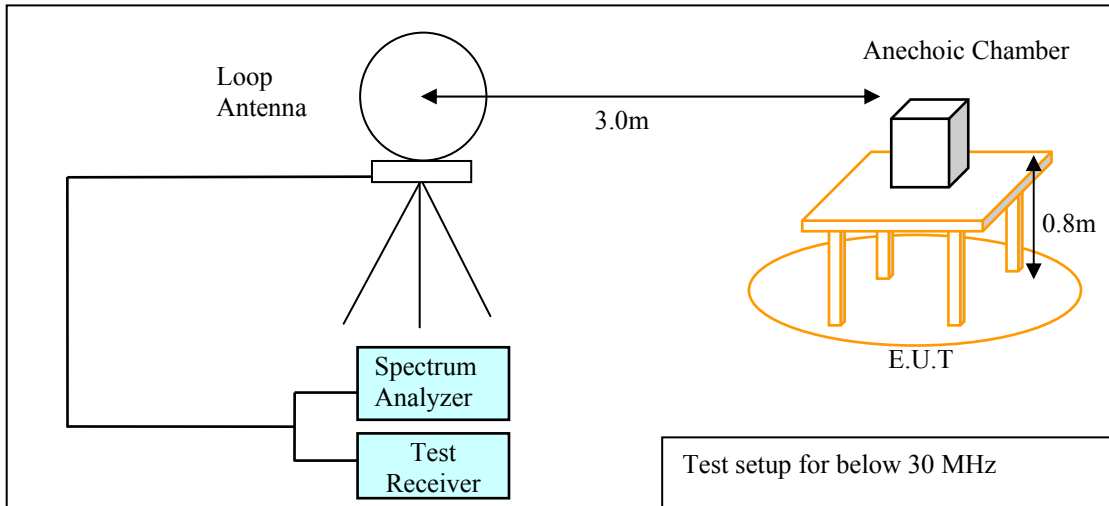 Anechoic Chamber
Loop
Antenna
3.0m
0.8m
E.U.T
Spectrum
Analyzer
Test
Receiver
Test setup for below 30 MHz